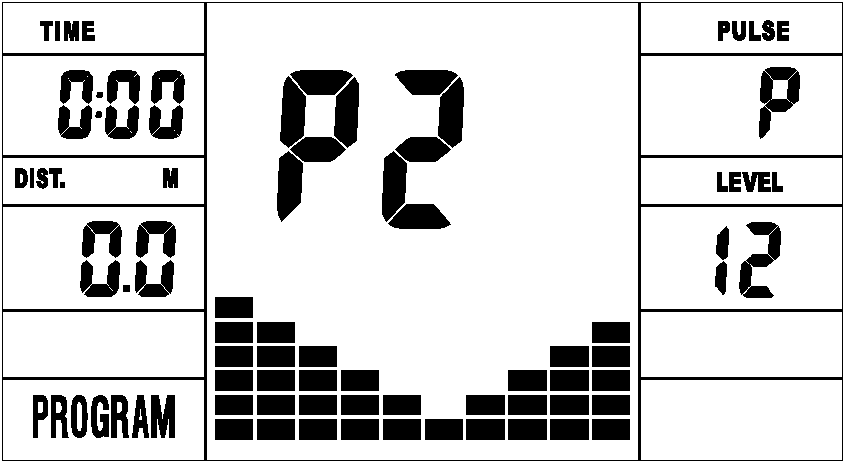 TIME
0:00
DIST. M
0.0
PROGRAM
P2
PULSE
P
LEVEL
12